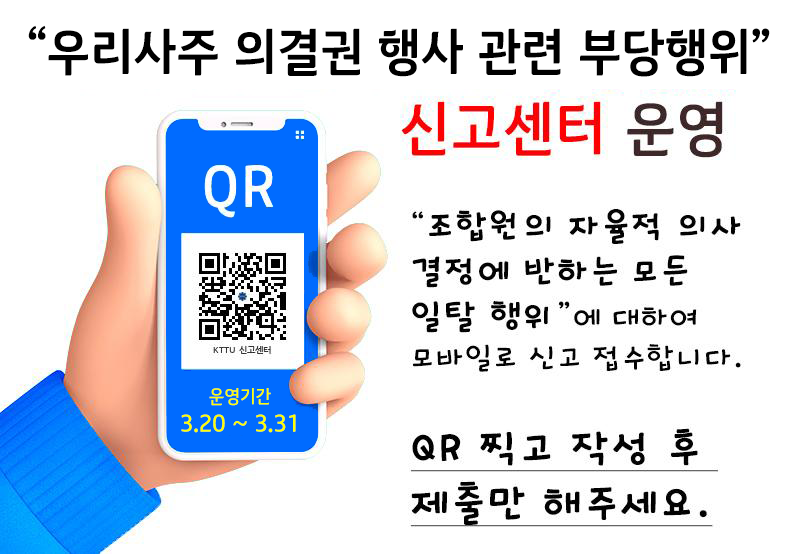 “우리사주 의결권 행사 관련 부당행위”
신고센터 운영
QR
KTTU 신고센터
운영기간
3.20 ~ 3.31
“조합원의 자율적 의사
결정에 반하는 모든
일탈 행위”에 대하여
모바일로 신고 접수합니다.
QR 찍고 작성 후
제출만 해주세요.